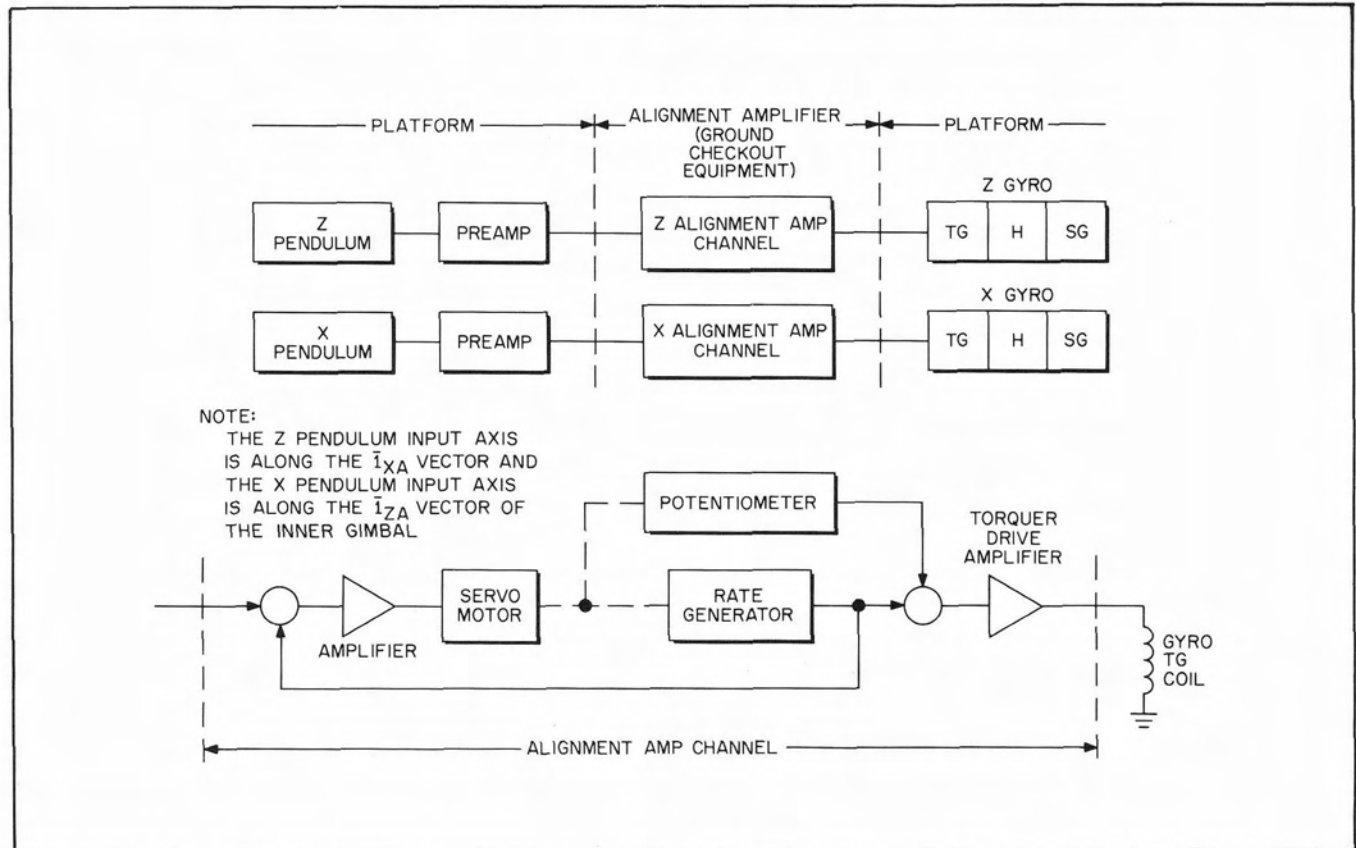 PLATFORM
ALIGNMENT AMPLIFIER
(GROUND
CHECKOUT
EQUIPMENT)
PLATFORM
Z
PENDULUM
PREAMP
Z ALIGNMENT AMP
CHANNEL
Z GYRO
TG H SG
X
PENDULUM
PREAMP
X ALIGNMENT AMP
CHANNEL
X GYRO
TG H SG
NOTE:
THE Z PENDULUM INPUT AXIS
IS ALONG THE 1̄XA VECTOR AND
THE X PENDULUM INPUT AXIS
IS ALONG THE 1̄ZA VECTOR OF
THE INNER GIMBAL
POTENTIOMETER
TORQUER
DRIVE
AMPLIFIER
AMPLIFIER
SERVO
MOTOR
RATE
GENERATOR
GYRO
TG
COIL
ALIGNMENT AMP CHANNEL